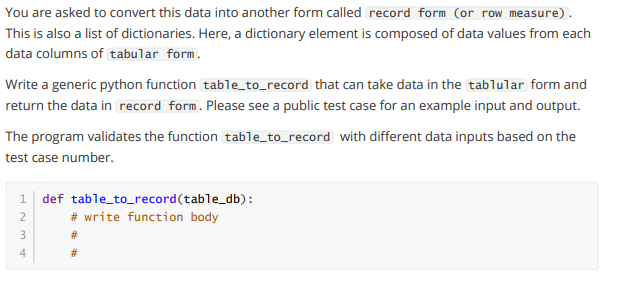 You are asked to convert this data into another form called record form (or row measure).
This is also a list of dictionaries. Here, a dictionary element is composed of data values from each
data columns of tabular form.
Write a generic python function table_to_record that can take data in the tablular form and
return the data in record form. Please see a public test case for an example input and output.
The program validates the function table_to_record with different data inputs based on the
test case number.
1 def table_to_record(table_db):
2 # write function body
3 #
4 #